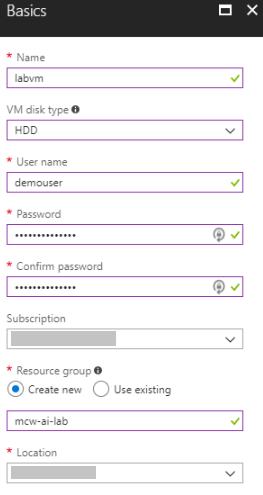 Basics
* Name
labvm
VM disk type
HDD
* User name
demouser
* Password
••••••••••••••
* Confirm password
••••••••••••••
Subscription
* Resource group
Create new Use existing
mcw-ai-lab
* Location